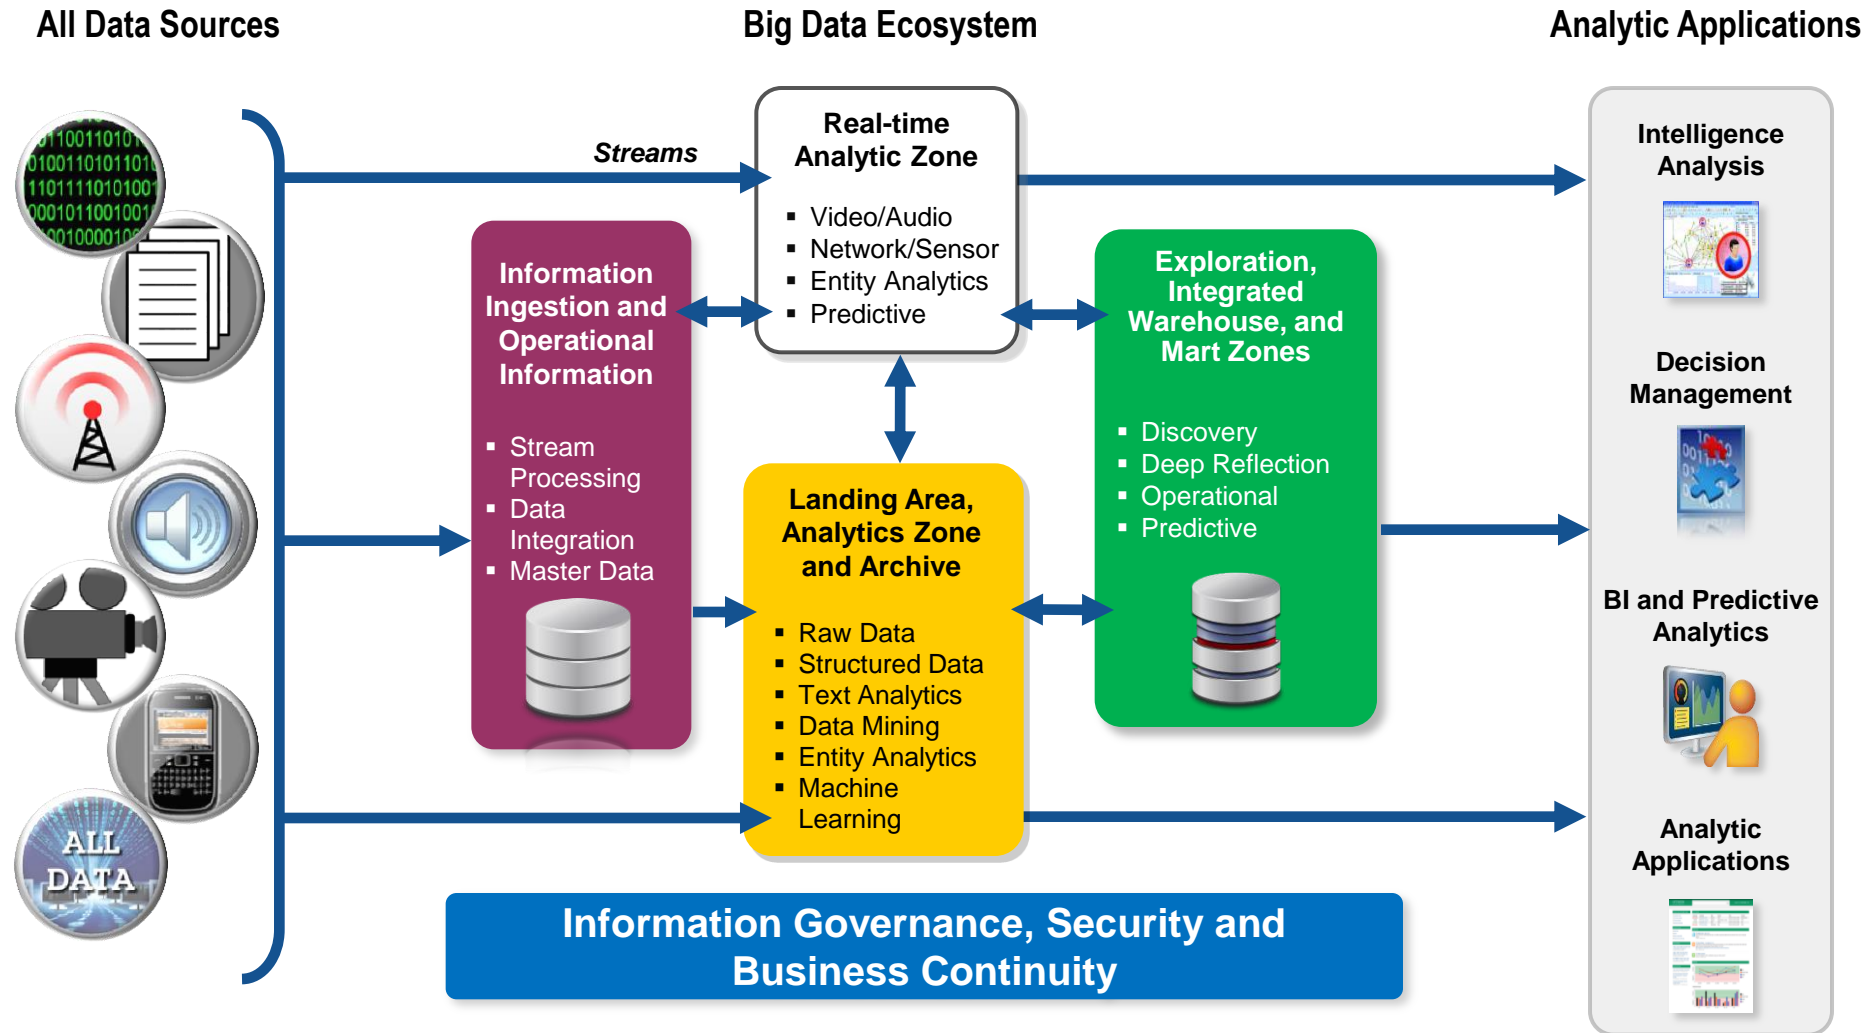 All Data Sources
Big Data Ecosystem
Analytic Applications
Streams
Real-time
Analytic Zone
▪ Video/Audio
▪ Network/Sensor
▪ Entity Analytics
▪ Predictive
Information
Ingestion and
Operational
Information
▪ Stream
Processing
▪ Data
Integration
▪ Master Data
Landing Area,
Analytics Zone
and Archive
▪ Raw Data
▪ Structured Data
▪ Text Analytics
▪ Data Mining
▪ Entity Analytics
▪ Machine
Learning
Exploration,
Integrated
Warehouse, and
Mart Zones
▪ Discovery
▪ Deep Reflection
▪ Operational
▪ Predictive
Intelligence
Analysis
Decision
Management
BI and Predictive
Analytics
Analytic
Applications
ALL
DATA
Information Governance, Security and
Business Continuity